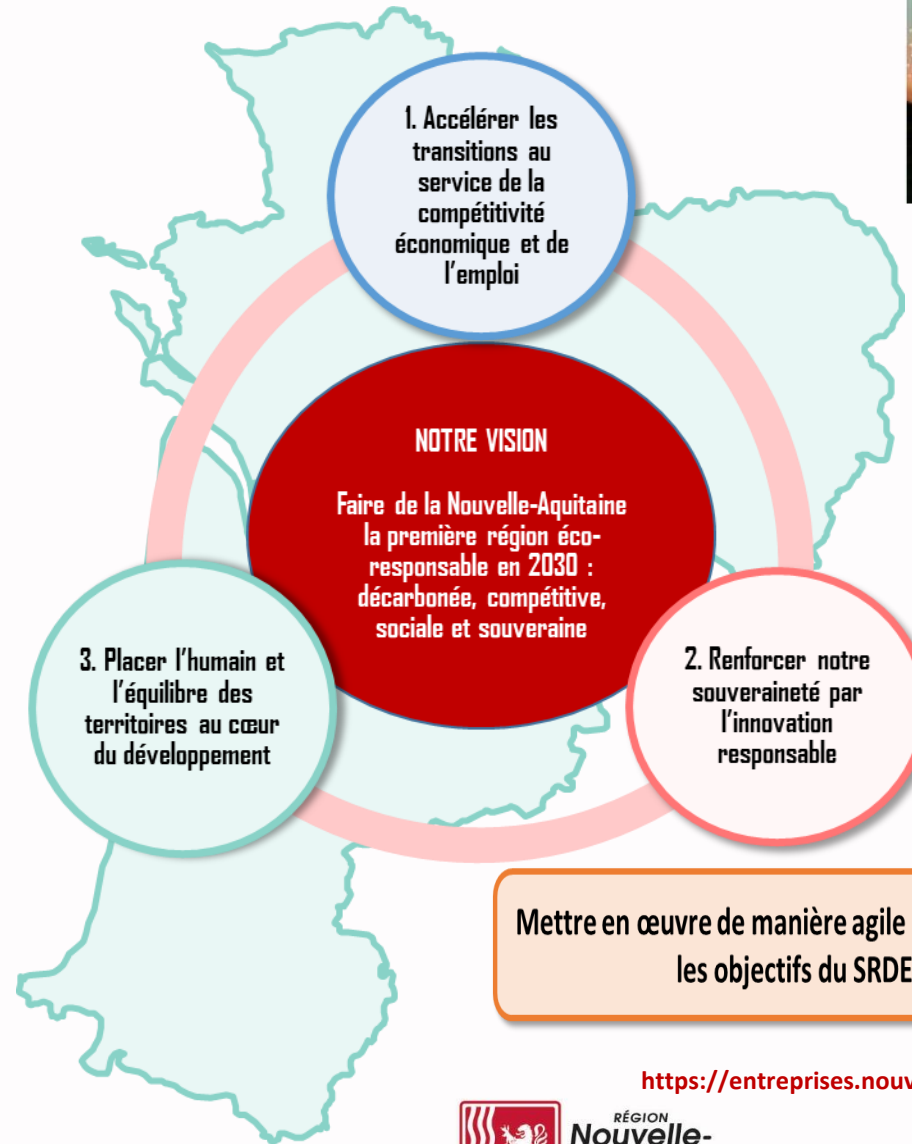 1. Accélérer les
transitions au
service de la
compétitivité
économique et de
l'emploi
NOTRE VISION
Faire de la Nouvelle-Aquitaine
la première région éco-
responsable en 2030 :
décarbonée, compétitive,
sociale et souveraine
3. Placer l'humain et
l'équilibre des
territoires au cœur
du développement
2. Renforcer notre
souveraineté par
l'innovation
responsable
Mettre en œuvre de manière agile
les objectifs du SRDE
https://entreprises.nouv
RÉGION
Nouvelle-